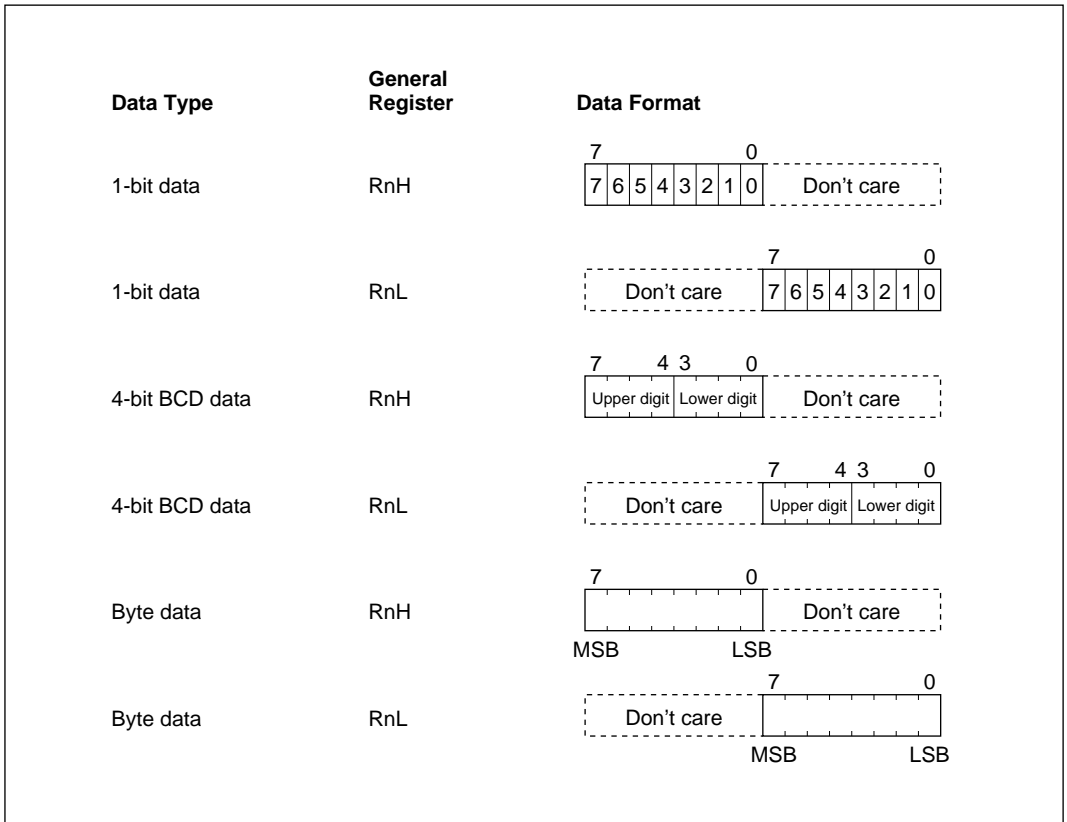 General
Data Type Register Data Format
7 0
1-bit data RnH 7 6 5 4 3 2 1 0 Don't care
7 0
1-bit data RnL Don't care 7 6 5 4 3 2 1 0
7 4 3 0
4-bit BCD data RnH Upper digit Lower digit Don't care
7 4 3 0
4-bit BCD data RnL Don't care Upper digit Lower digit
7 0
Byte data RnH Don't care
MSB LSB
7 0
Byte data RnL Don't care
MSB LSB